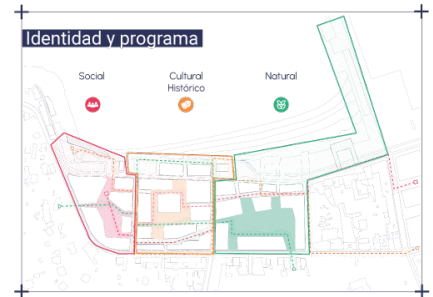 Identidad y programa
Social
Cultural
Histórico
Natural